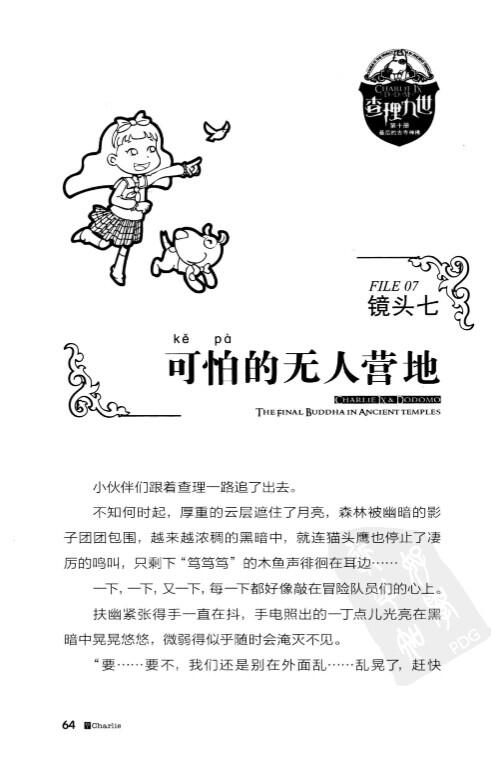 CHARLIE IX
D·D·M·
查理九世
第十册
最后的古寺神佛
FILE 07
镜头七
kě pà
可怕的无人营地
CHARLIE IX & DODOMO
THE FINAL BUDDHA IN ANCIENT TEMPLES
小伙伴们跟着查理一路追了出去。
不知何时起，厚重的云层遮住了月亮，森林被幽暗的影
子团团包围，越来越浓稠的黑暗中，就连猫头鹰也停止了凄
厉的鸣叫，只剩下“笃笃笃”的木鱼声徘徊在耳边……
一下，一下，又一下，每一下都好像敲在冒险队员们的心上。
扶幽紧张得手一直在抖，手电照出的一丁点儿光亮在黑
暗中晃晃悠悠，微弱得似乎随时会淹灭不见。
“要……要不，我们还是别在外面乱……乱晃了，赶快
64 Charlie
PDG